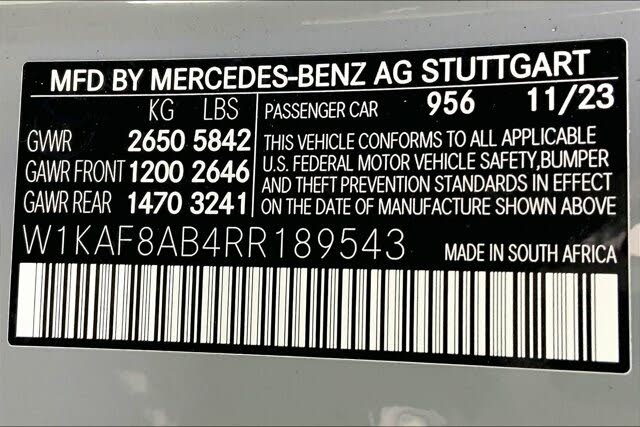 MFD BY MERCEDES-BENZ AG STUTTGART
KG LBS
GVWR 2650 5842
GAWR FRONT 1200 2646
GAWR REAR 1470 3241
PASSENGER CAR 956 11/23
THIS VEHICLE CONFORMS TO ALL APPLICABLE
U.S. FEDERAL MOTOR VEHICLE SAFETY,BUMPER
AND THEFT PREVENTION STANDARDS IN EFFECT
ON THE DATE OF MANUFACTURE SHOWN ABOVE
W1KAF8AB4RR189543
MADE IN SOUTH AFRICA